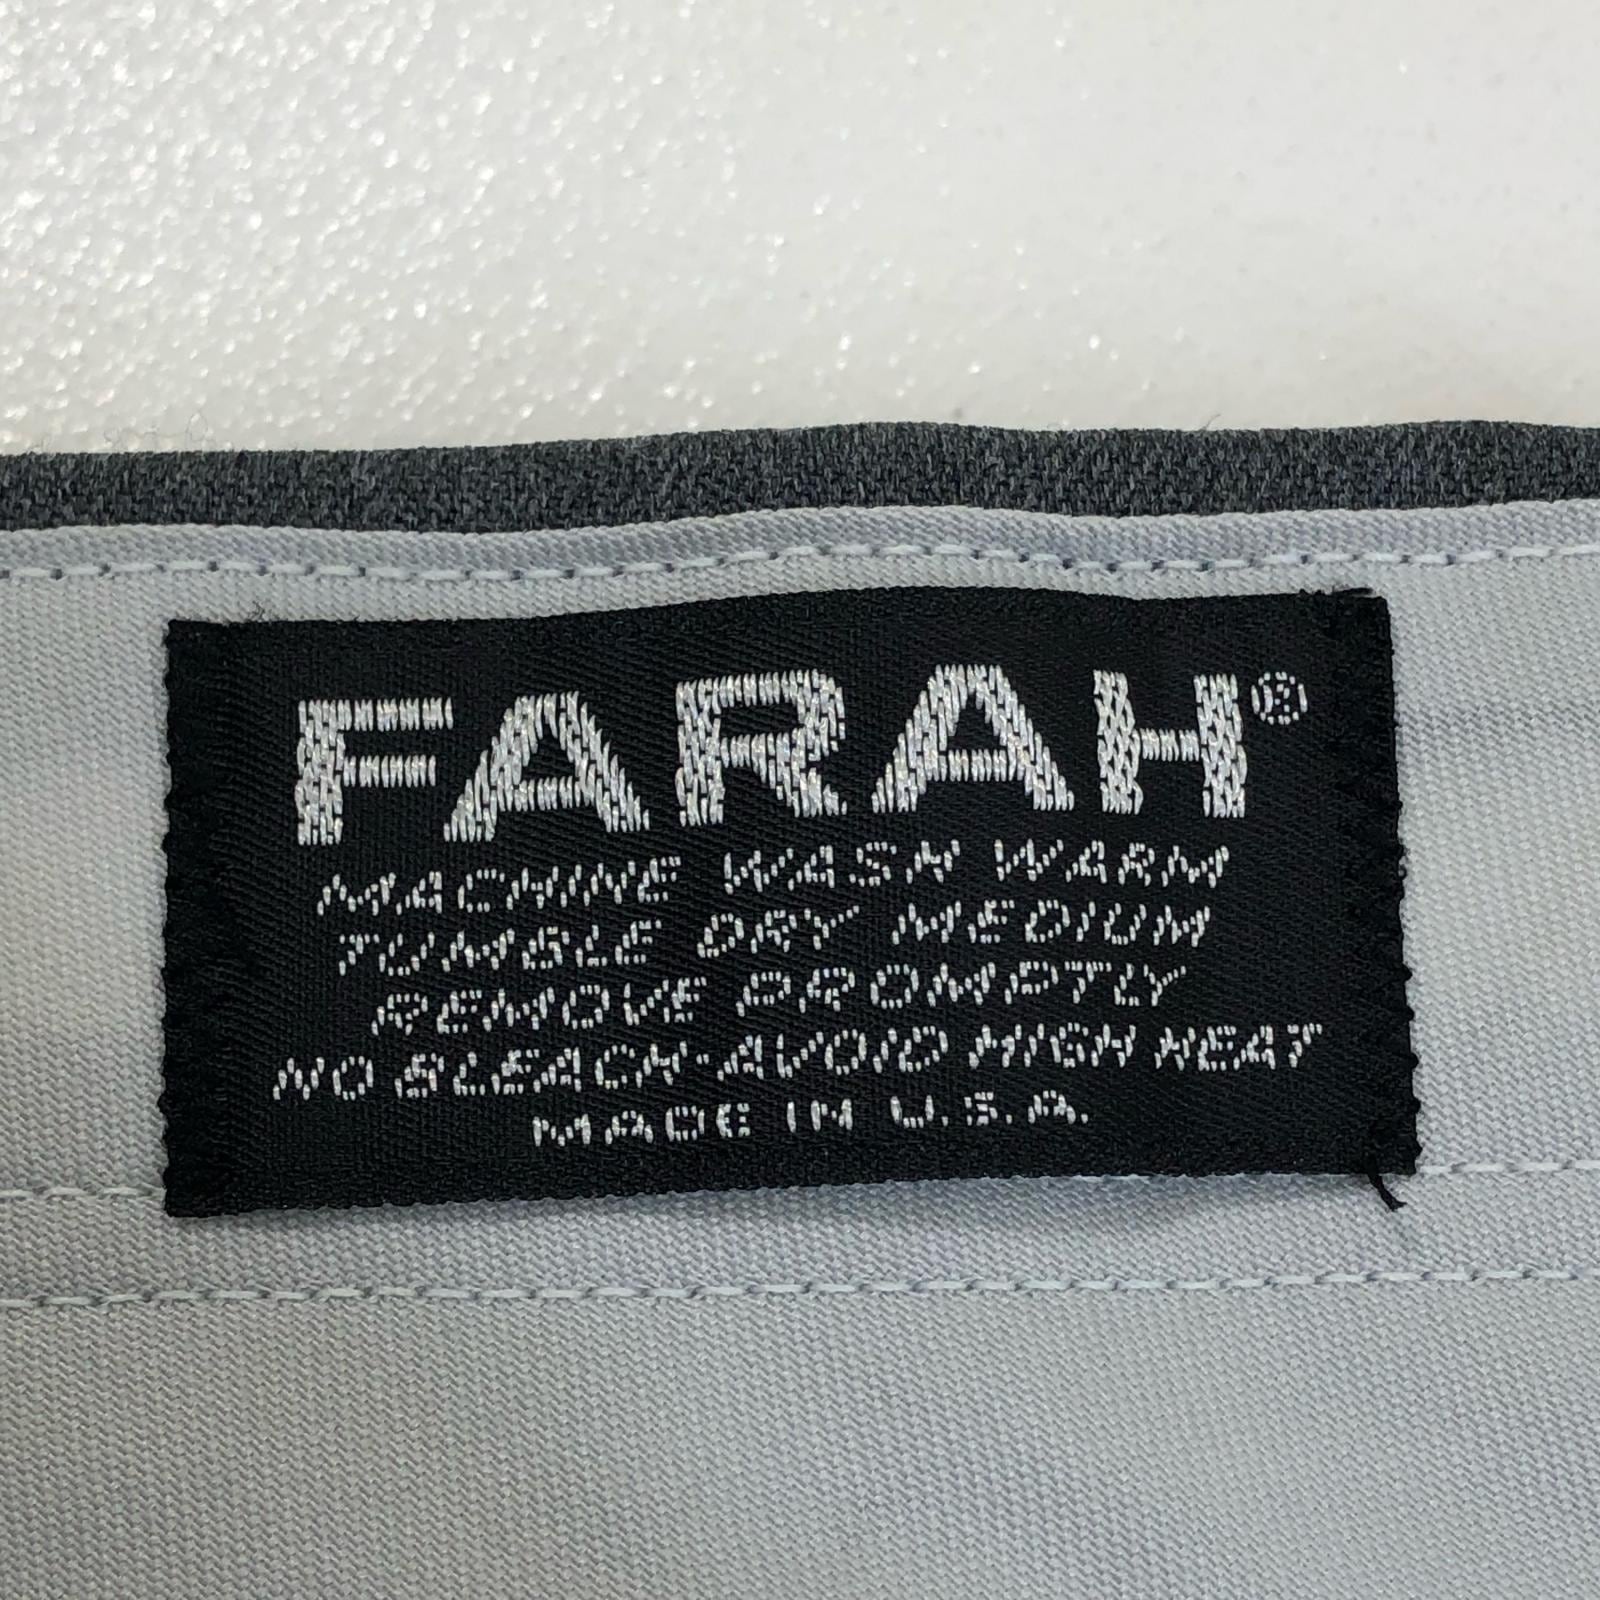 FARAH®
MACHINE WASH WARM
TUMBLE DRY MEDIUM
REMOVE PROMPTLY
NO BLEACH·AVOID HIGH HEAT
MADE IN U.S.A.